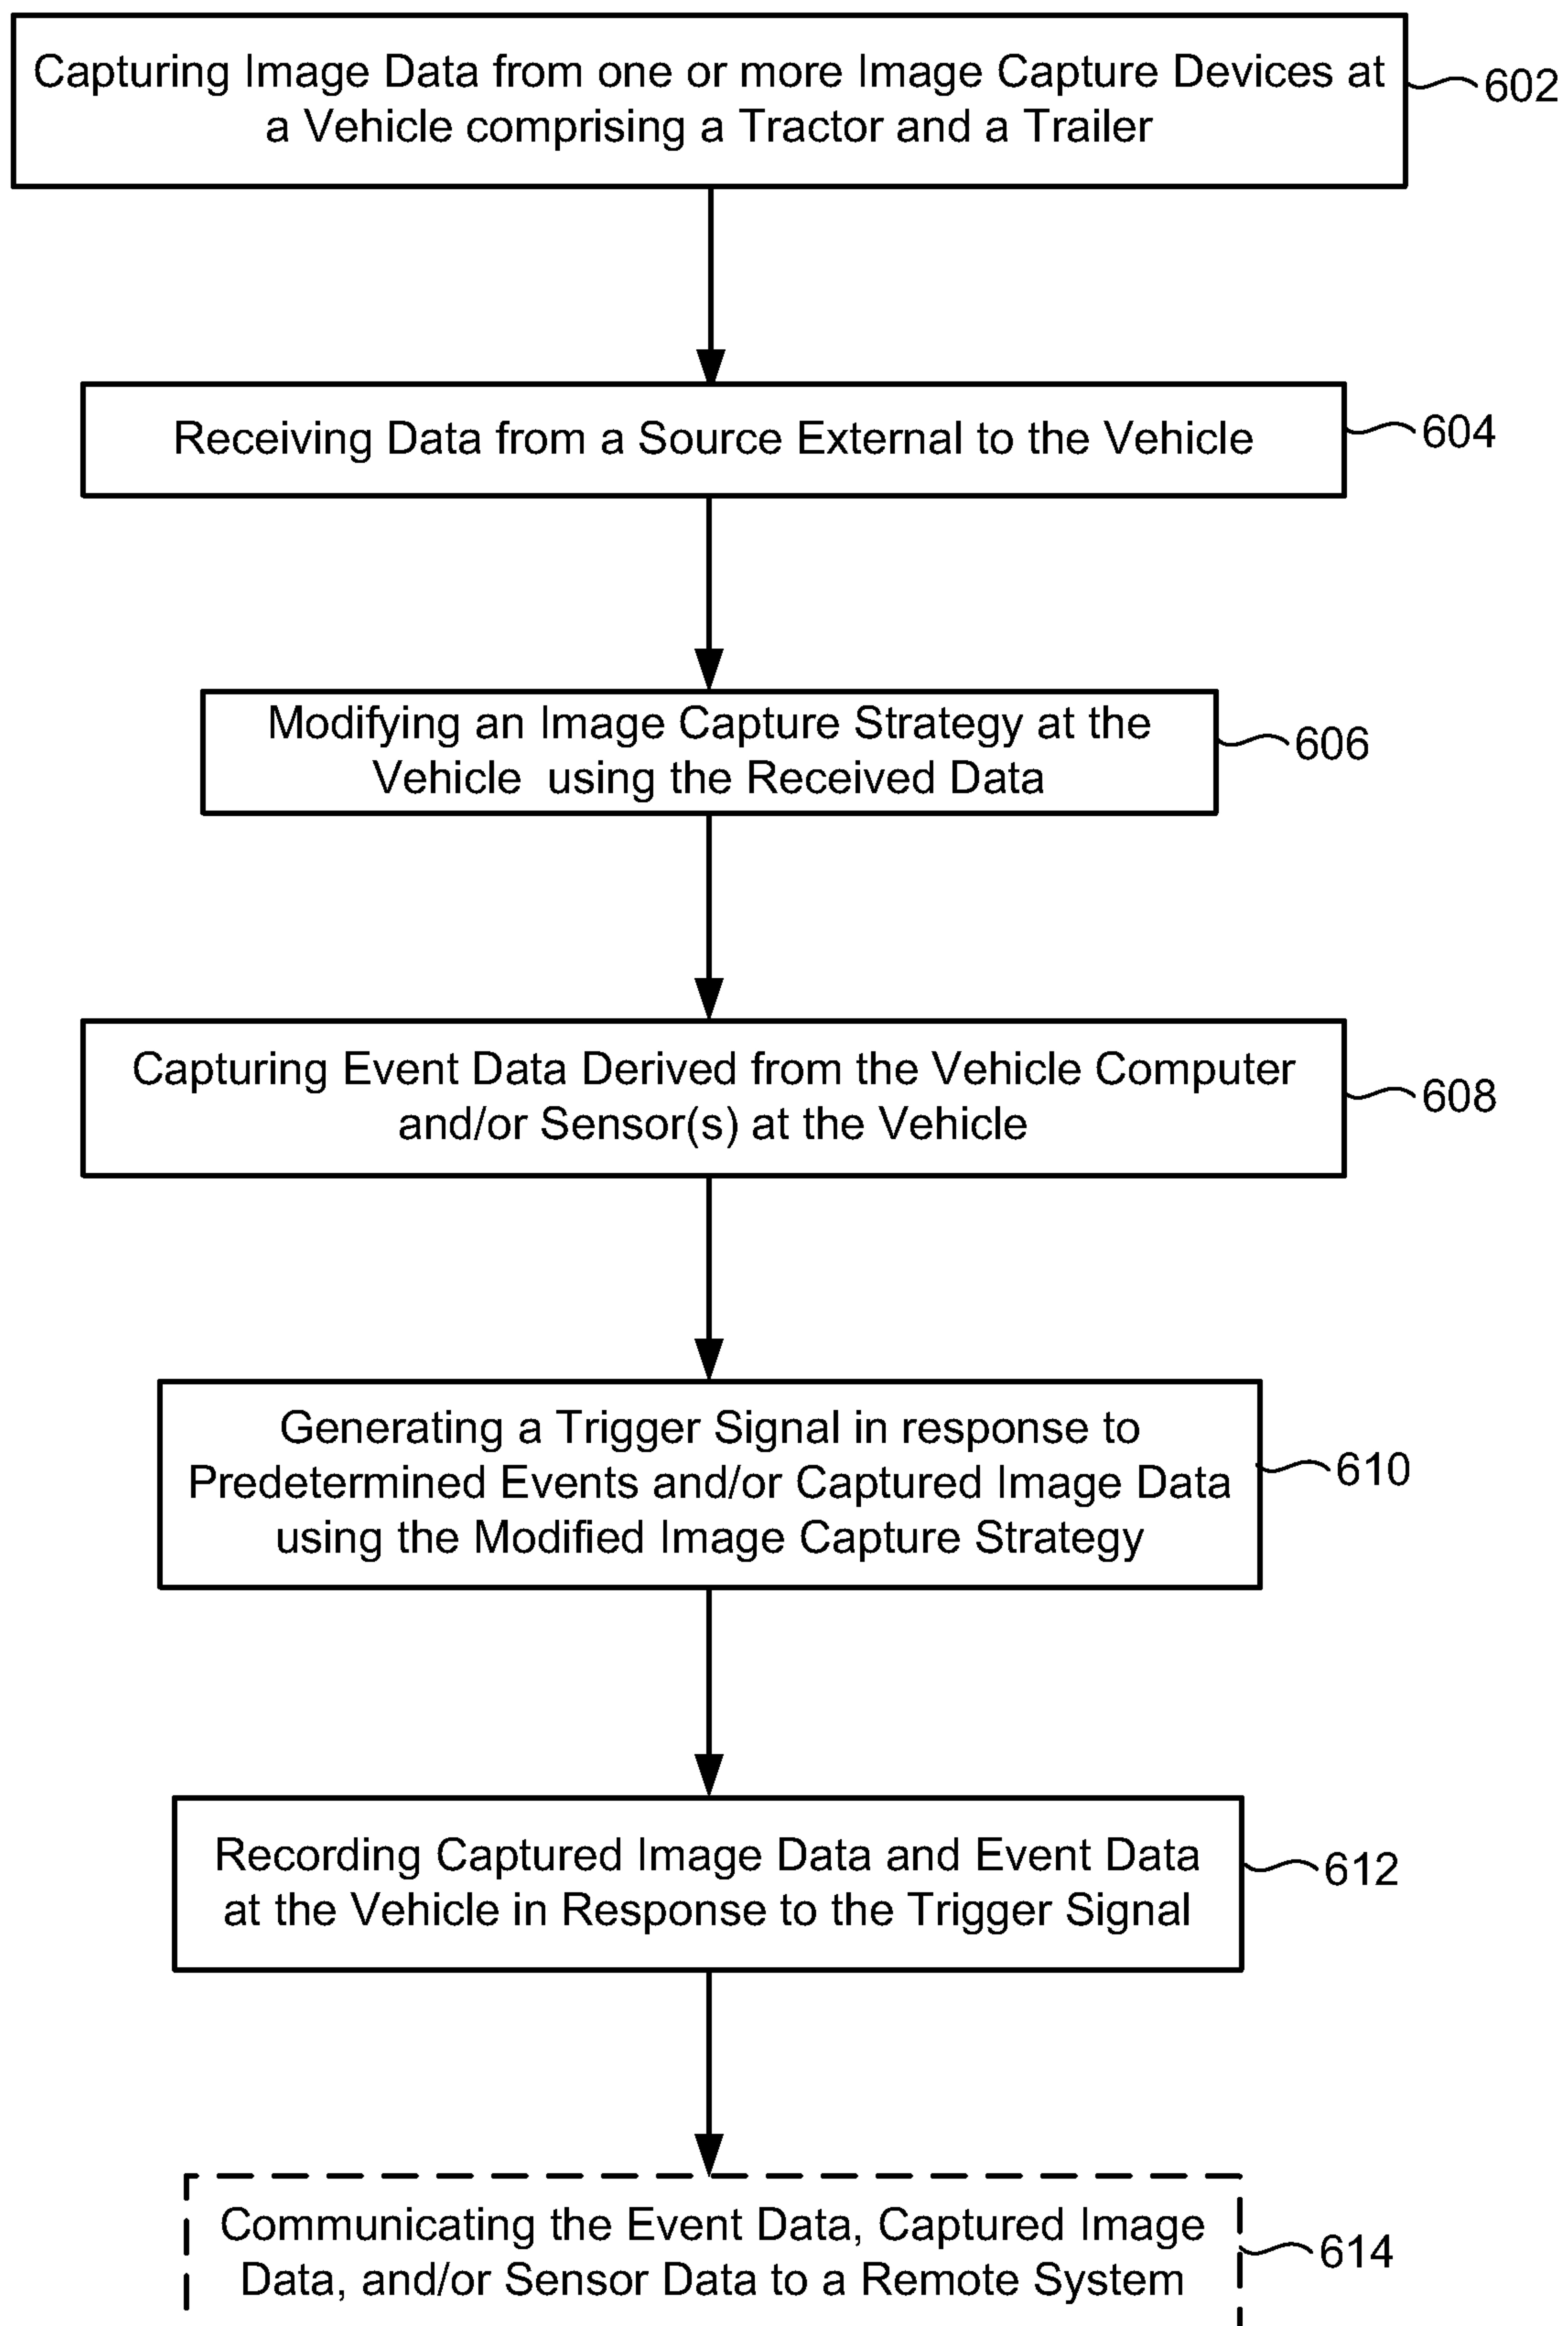 Capturing Image Data from one or more Image Capture Devices at
a Vehicle comprising a Tractor and a Trailer
602
Receiving Data from a Source External to the Vehicle
604
Modifying an Image Capture Strategy at the
Vehicle using the Received Data
606
Capturing Event Data Derived from the Vehicle Computer
and/or Sensor(s) at the Vehicle
608
Generating a Trigger Signal in response to
Predetermined Events and/or Captured Image Data
using the Modified Image Capture Strategy
610
Recording Captured Image Data and Event Data
at the Vehicle in Response to the Trigger Signal
612
Communicating the Event Data, Captured Image
Data, and/or Sensor Data to a Remote System
614